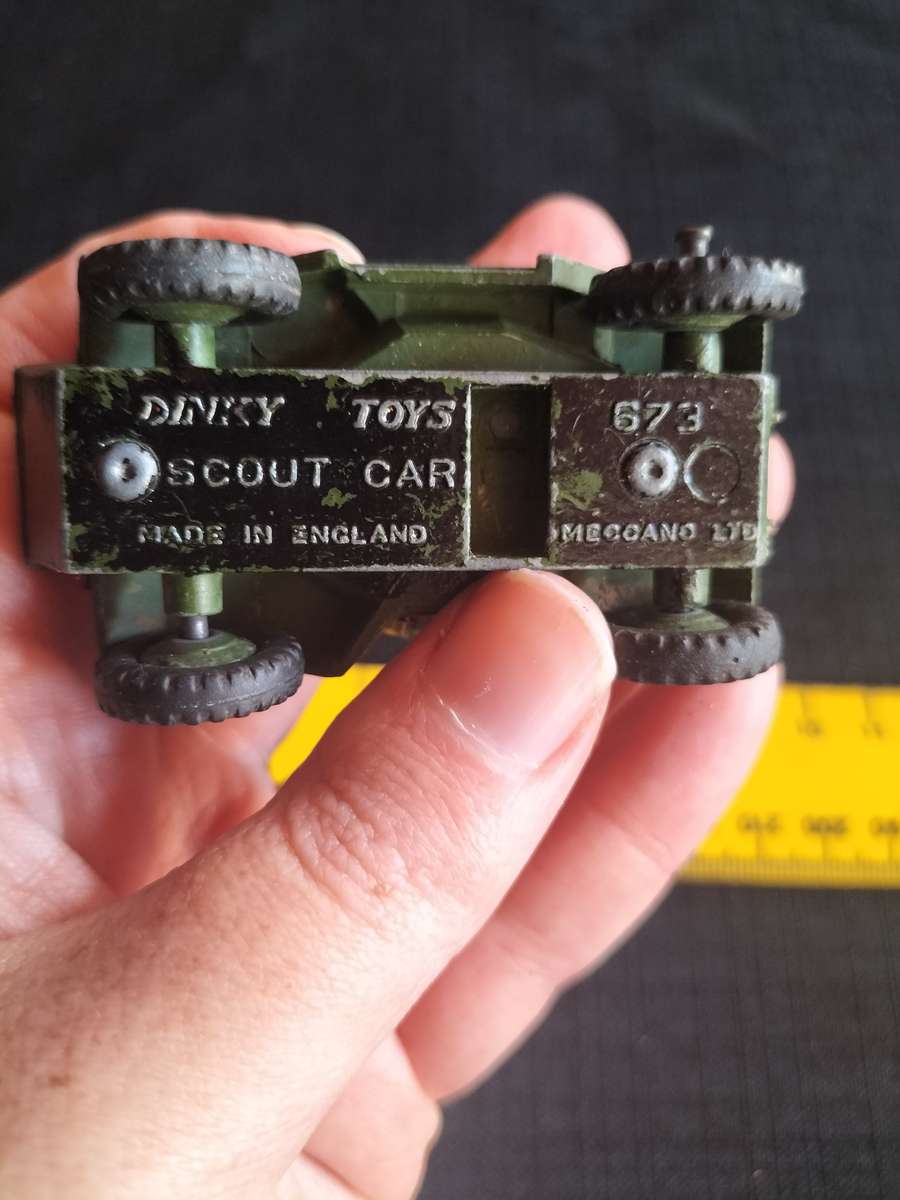 DINKY TOYS 673
SCOUT CAR
MADE IN ENGLAND MECCANO LTD